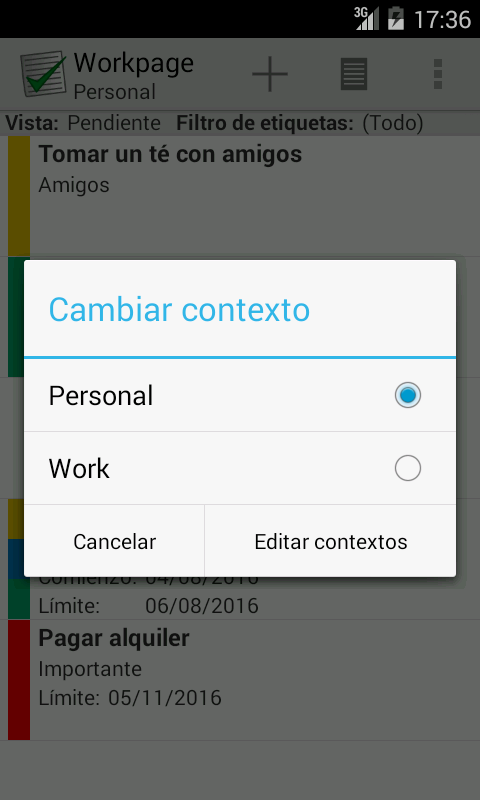 3G 17:36
Workpage
Personal
Vista: Pendiente Filtro de etiquetas: (Todo)
Tomar un té con amigos
Amigos
Cambiar contexto
Personal
Work
Cancelar Editar contextos
Comienzo: 04/08/2016
Límite: 06/08/2016
Pagar alquiler
Importante
Límite: 05/11/2016